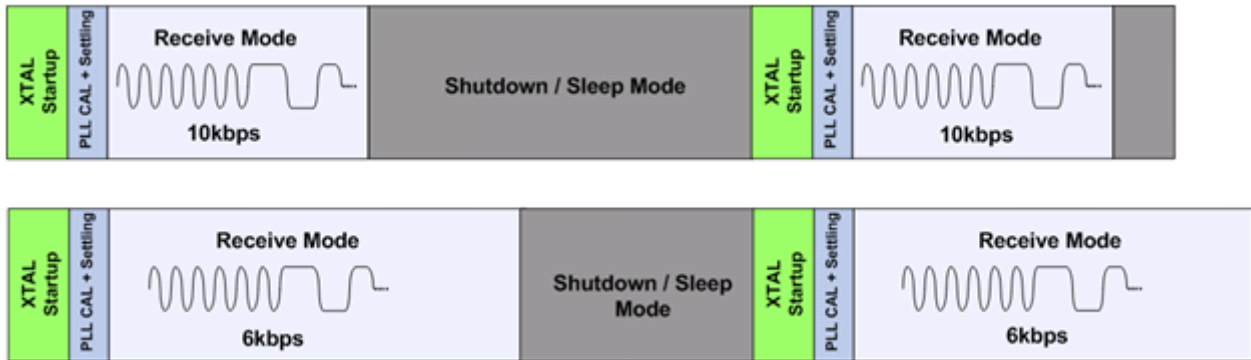 XTAL
Startup
PLL CAL + Settling
Receive Mode
10kbps
Shutdown / Sleep Mode
XTAL
Startup
PLL CAL + Settling
Receive Mode
10kbps
XTAL
Startup
PLL CAL + Settling
Receive Mode
6kbps
Shutdown / Sleep
Mode
XTAL
Startup
PLL CAL + Settling
Receive Mode
6kbps